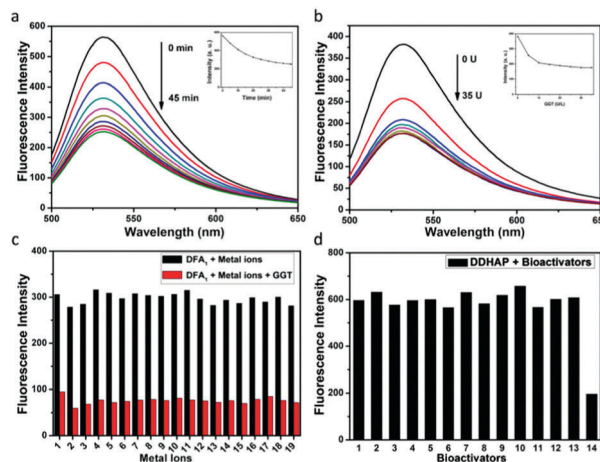 a
Fluorescence Intensity
600
500
400
300
200
100
0
0 min
45 min
Intensity (a. u.)
Time (min)
500 550 600 650
Wavelength (nm)
b
Fluorescence Intensity
400
350
300
250
200
150
100
50
0
0 U
35 U
Intensity (a. u.)
GGT (U/L)
500 550 600 650
Wavelength (nm)
c
Fluorescence Intensity
400
300
200
100
0
DFA₁ + Metal ions
DFA₁ + Metal ions + GGT
1 2 3 4 5 6 7 8 9 10 11 12 13 14 15 16 17 18 19
Metal Ions
d
Fluorescence Intensity
800
600
400
200
0
DDHAP + Bioactivators
1 2 3 4 5 6 7 8 9 10 11 12 13 14
Bioactivators